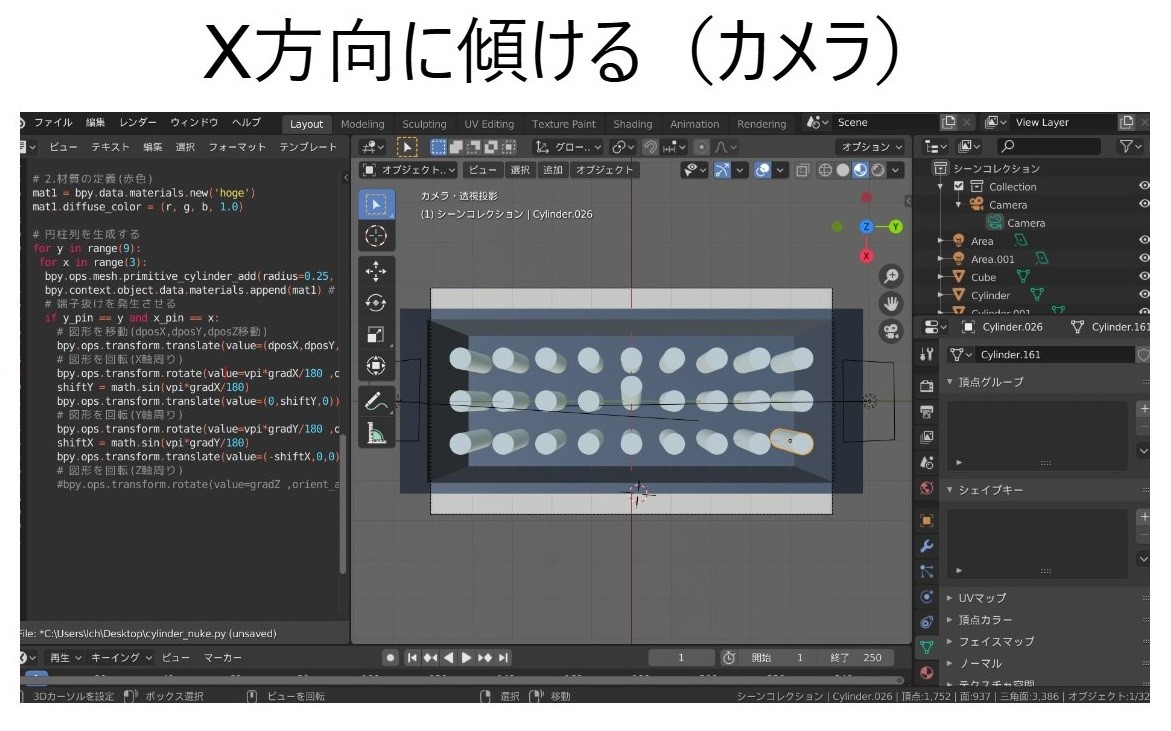 X方向に傾ける（カメラ）
ファイル 編集 レンダー ウィンドウ ヘルプ Layout Modeling Sculpting UV Editing Texture Paint Shading Animation Rendering Scene View Layer
ビュー テキスト 編集 選択 フォーマット テンプレート グロー.. オプション
オブジェクト.. ビュー 選択 追加 オブジェクト
カメラ・透視投影
(1) シーンコレクション | Cylinder.026
# 2.材質の定義(赤色)
mat1 = bpy.data.materials.new('hoge')
mat1.diffuse_color = (r, g, b, 1.0)
# 円柱列を生成する
for y in range(9):
for x in range(3):
bpy.ops.mesh.primitive_cylinder_add(radius=0.25,
bpy.context.object.data.materials.append(mat1) #
# 端子抜けを発生させる
if y_pin == y and x_pin == x:
# 図形を移動(dposX,dposY,dposZ移動)
bpy.ops.transform.translate(value=(dposX,dposY,
# 図形を回転(X軸周り)
bpy.ops.transform.rotate(value=vpi*gradX/180 ,o
shiftY = math.sin(vpi*gradX/180)
bpy.ops.transform.translate(value=(0,shiftY,0))
# 図形を回転(Y軸周り)
bpy.ops.transform.rotate(value=vpi*gradY/180 ,o
shiftX = math.sin(vpi*gradY/180)
bpy.ops.transform.translate(value=(-shiftX,0,0)
# 図形を回転(Z軸周り)
#bpy.ops.transform.rotate(value=gradZ ,orient_a
File: *C:\Users\lch\Desktop\cylinder_nuke.py (unsaved)
Z Y
X
シーンコレクション
Collection
Camera
Camera
Area
Area.001
Cube
Cylinder
Cylinder.001
Cylinder.026 Cylinder.161
Cylinder.161
頂点グループ
シェイプキー
UVマップ
頂点カラー
フェイスマップ
ノーマル
テクスチャ空間
再生 キーイング ビュー マーカー 1 開始 1 終了 250
3Dカーソルを設定 ボックス選択 ビューを回転 選択 移動 シーンコレクション | Cylinder.026 | 頂点:1,752 | 面:937 | 三角面:3,386 | オブジェクト:1/32